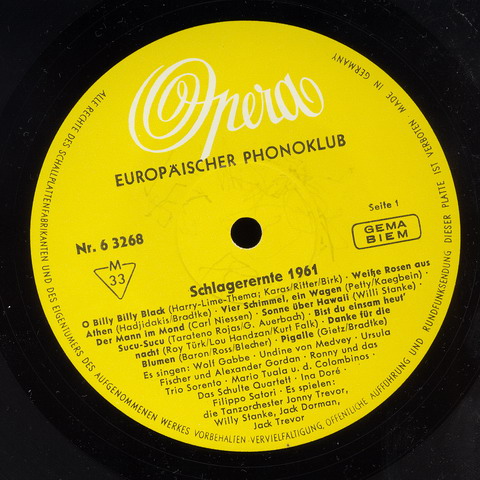 Opera
EUROPÄISCHER PHONOKLUB
Seite 1
Nr. 6 3268
M
33
GEMA
BIEM
Schlagerernte 1961
O Billy Billy Black (Harry-Lime-Thema; Karas/Ritter/Birk) · Weiße Rosen aus
Athen (Hadjidakis/Bradtke) · Vier Schimmel, ein Wagen (Petty/Kaegbein) ·
Der Mann im Mond (Carl Niessen) · Sonne über Hawaii (Willi Stanke) ·
Sucu-Sucu (Taraleno Rojas/G. Auerbach) · Bist du einsam heut'
nacht (Roy Türk/Lou Handzan/Kurt Falk) · Danke für die
Blumen (Baron/Ross/Blecher) · Pigalle (Gietz/Bradtke)
Es singen: Wolf Gabbe · Undine von Medvey · Ursula
Fischer und Alexander Gordan · Ronny und das
Trio Sorento · Mario Tuala u. d. Colombinos ·
Das Schulte Quartett · Ina Doré ·
Filippo Satori · Es spielen:
die Tanzorchester Jonny Trevor,
Willy Stanke, Jack Dorman,
Jack Trevor
ALLE RECHTE DES SCHALLPLATTENFABRIKANTEN UND DES EIGENTÜMERS DES AUFGENOMMENEN WERKES VORBEHALTEN · VERVIELFÄLTIGUNG, ÖFFENTLICHE AUFFÜHRUNG UND RUNDFUNKSENDUNG DIESER PLATTE IST VERBOTEN MADE IN GERMANY